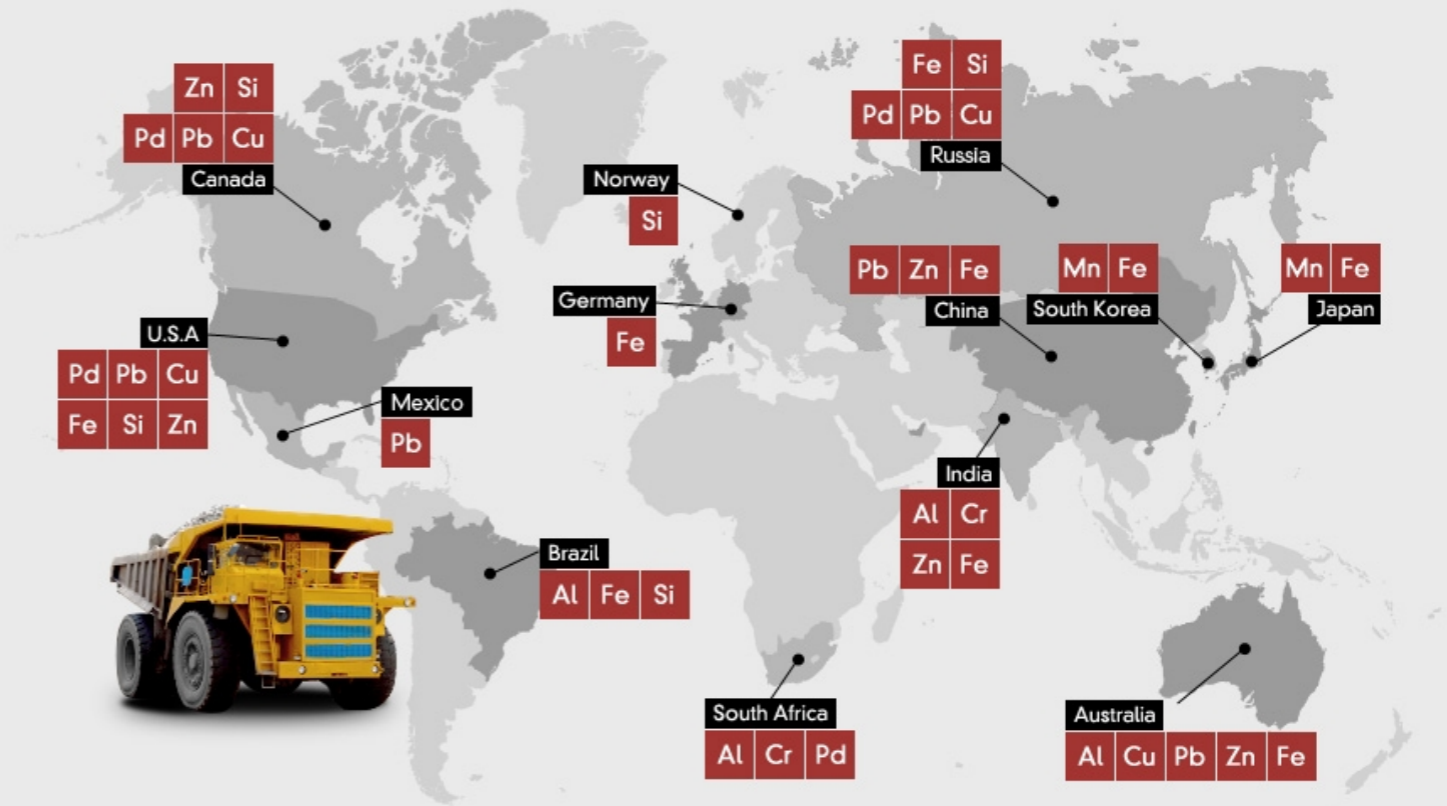 Zn Si
Pd Pb Cu
Canada
U.S.A
Pd Pb Cu
Fe Si Zn
Mexico
Pb
Brazil
Al Fe Si
Norway
Si
Germany
Fe
Fe Si
Pd Pb Cu
Russia
Pb Zn Fe
China
Mn Fe
South Korea
Mn Fe
Japan
India
Al Cr
Zn Fe
South Africa
Al Cr Pd
Australia
Al Cu Pb Zn Fe